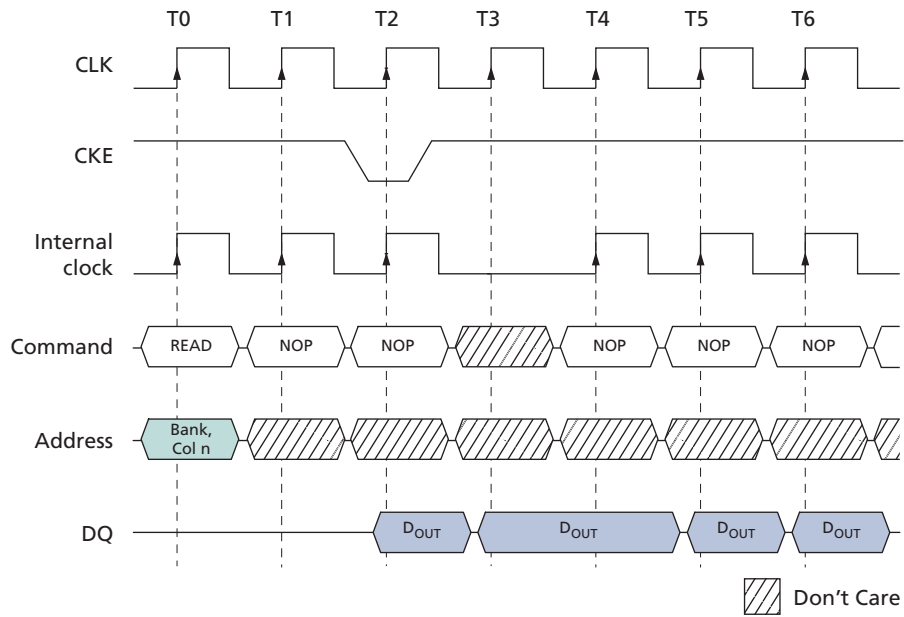 T0 T1 T2 T3 T4 T5 T6
CLK
CKE
Internal
clock
Command READ NOP NOP NOP NOP NOP
Address Bank,
Col n
DQ DOUT DOUT DOUT DOUT
Don't Care